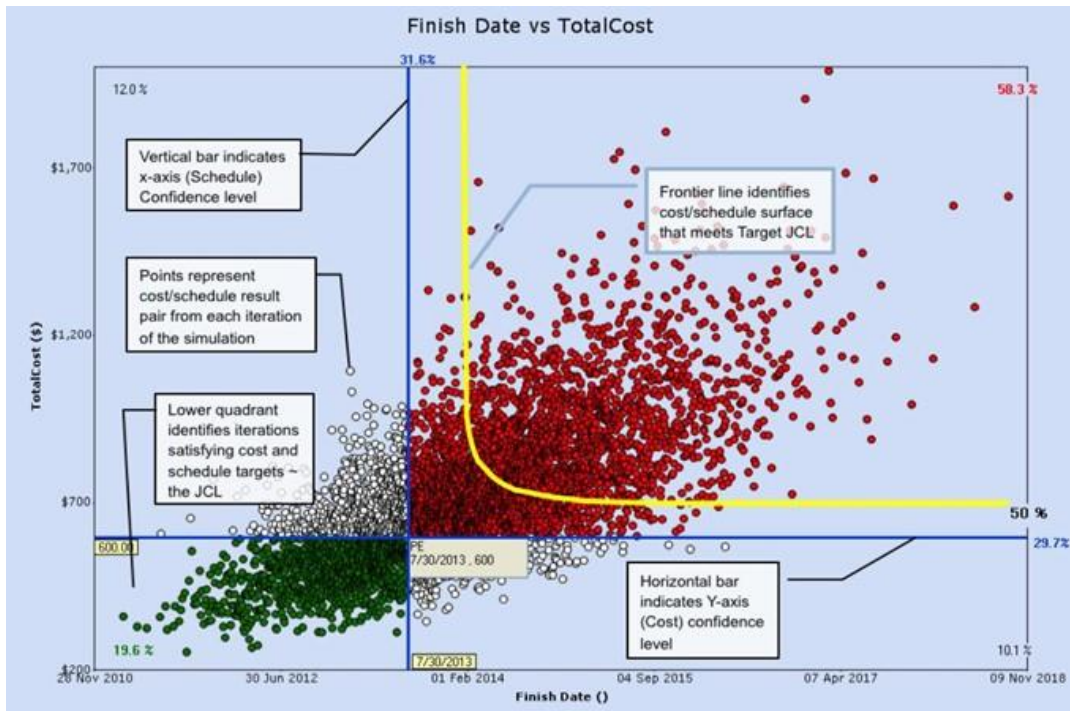 Finish Date vs TotalCost
31.6%
12.0 %
58.3 %
Vertical bar indicates
x-axis (Schedule)
Confidence level
$1,700
Frontier line identifies
cost/schedule surface
that meets Target JCL
Points represent
cost/schedule result
pair from each iteration
of the simulation
$1,200
TotalCost ($)
Lower quadrant
identifies iterations
satisfying cost and
schedule targets ~
the JCL
$700
50 %
600.00
PE
7/30/2013 , 600
29.7%
Horizontal bar
indicates Y-axis
(Cost) confidence
level
19.6 %
10.1 %
7/30/2013
$200
28 Nov 2010
30 Jun 2012
01 Feb 2014
04 Sep 2015
07 Apr 2017
09 Nov 2018
Finish Date ()